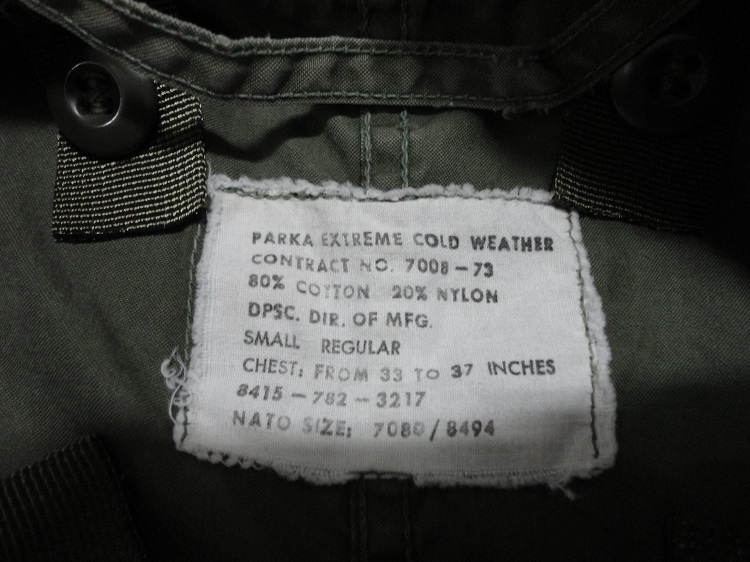 PARKA EXTREME COLD WEATHER
CONTRACT NO. 7008-73
80% COTTON 20% NYLON
DPSC. DIR. OF MFG.
SMALL REGULAR
CHEST: FROM 33 TO 37 INCHES
8415-782-3217
NATO SIZE: 7080/8494